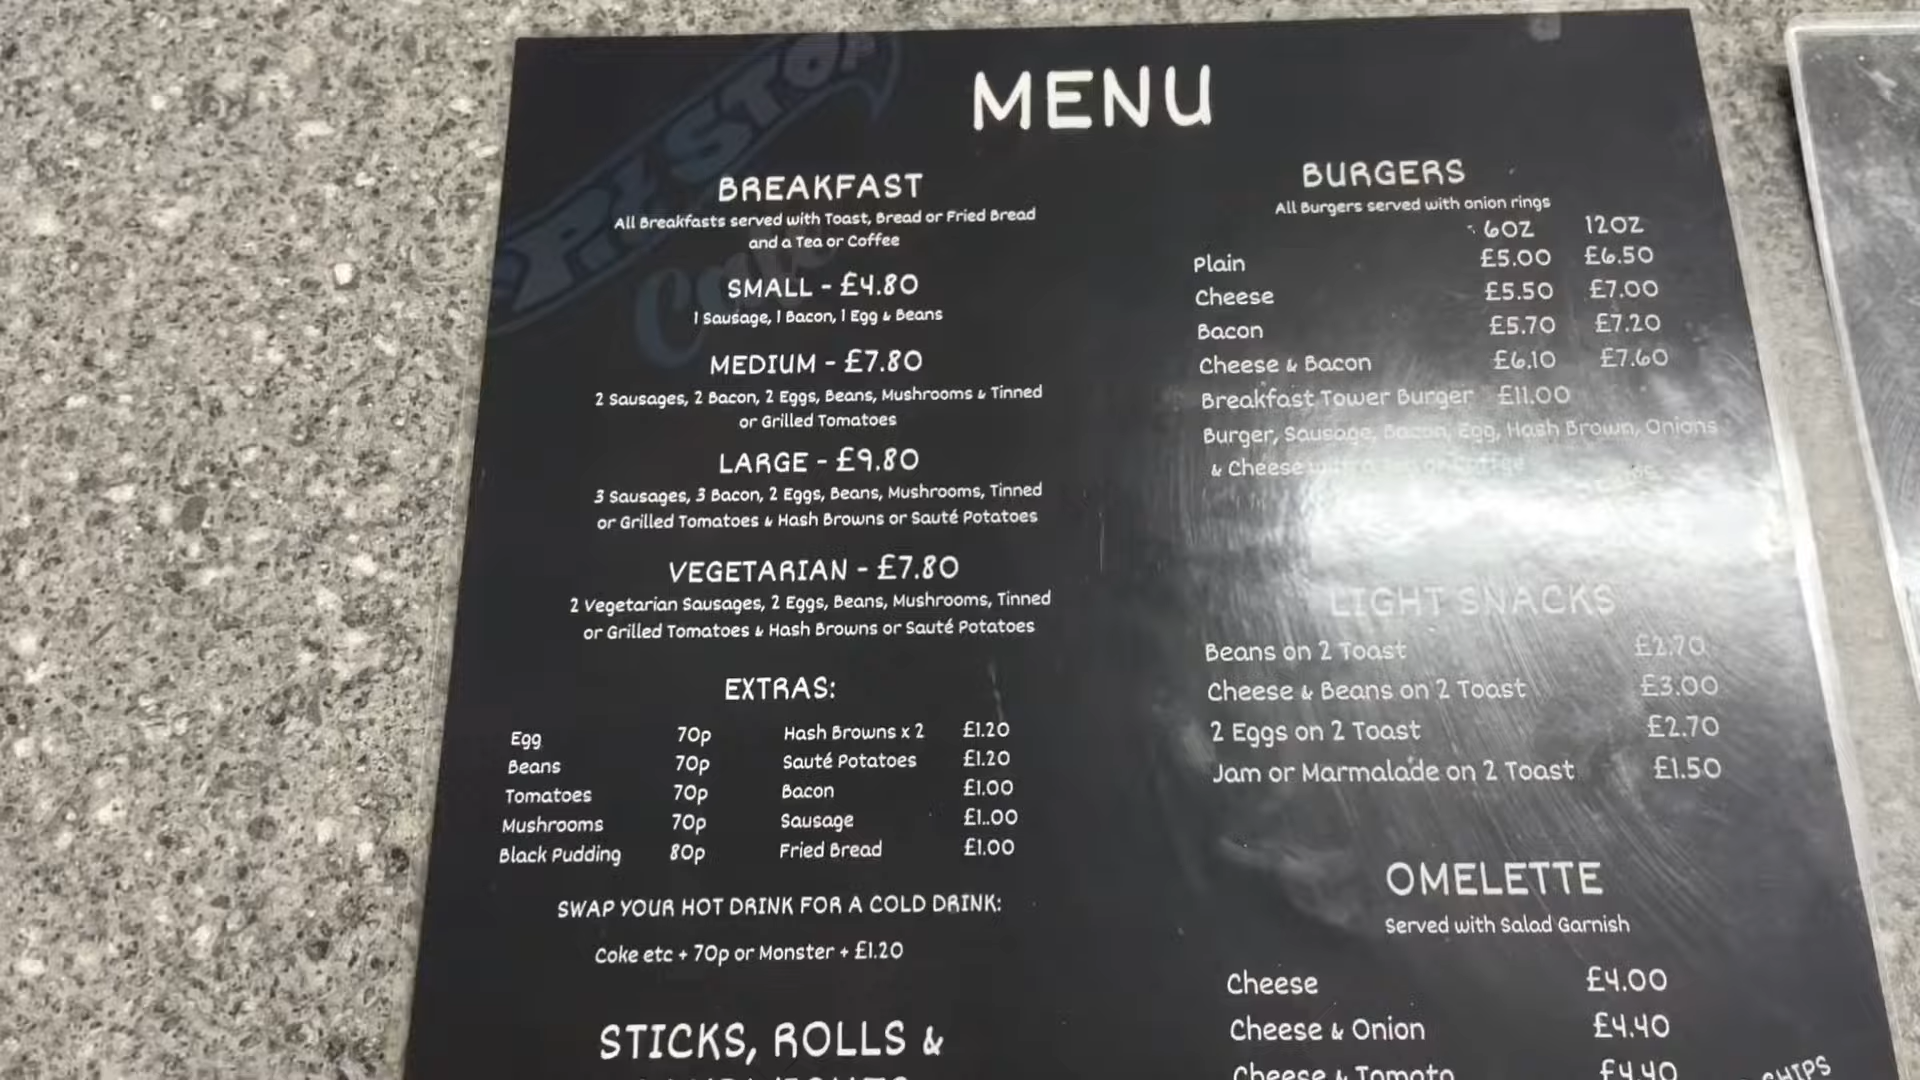 PIT STOP
Cafe
MENU
BREAKFAST
All Breakfasts served with Toast, Bread or Fried Bread
and a Tea or Coffee
SMALL - £4.80
1 Sausage, 1 Bacon, 1 Egg & Beans
MEDIUM - £7.80
2 Sausages, 2 Bacon, 2 Eggs, Beans, Mushrooms & Tinned
or Grilled Tomatoes
LARGE - £9.80
3 Sausages, 3 Bacon, 2 Eggs, Beans, Mushrooms, Tinned
or Grilled Tomatoes & Hash Browns or Sauté Potatoes
VEGETARIAN - £7.80
2 Vegetarian Sausages, 2 Eggs, Beans, Mushrooms, Tinned
or Grilled Tomatoes & Hash Browns or Sauté Potatoes
EXTRAS:
Egg 70p Hash Browns x 2 £1.20
Beans 70p Sauté Potatoes £1.20
Tomatoes 70p Bacon £1.00
Mushrooms 70p Sausage £1..00
Black Pudding 80p Fried Bread £1.00
SWAP YOUR HOT DRINK FOR A COLD DRINK:
Coke etc + 70p or Monster + £1.20
STICKS, ROLLS &
BURGERS
All Burgers served with onion rings
6OZ 12OZ
Plain £5.00 £6.50
Cheese £5.50 £7.00
Bacon £5.70 £7.20
Cheese & Bacon £6.10 £7.60
Breakfast Tower Burger £11.00
Burger, Sausage, Bacon, Egg, Hash Brown, Onions
& Cheese with a Tea or Coffee
LIGHT SNACKS
Beans on 2 Toast £2.70
Cheese & Beans on 2 Toast £3.00
2 Eggs on 2 Toast £2.70
Jam or Marmalade on 2 Toast £1.50
OMELETTE
Served with Salad Garnish
Cheese £4.00
Cheese & Onion £4.40
Cheese & Tomato £4.40
CHIPS